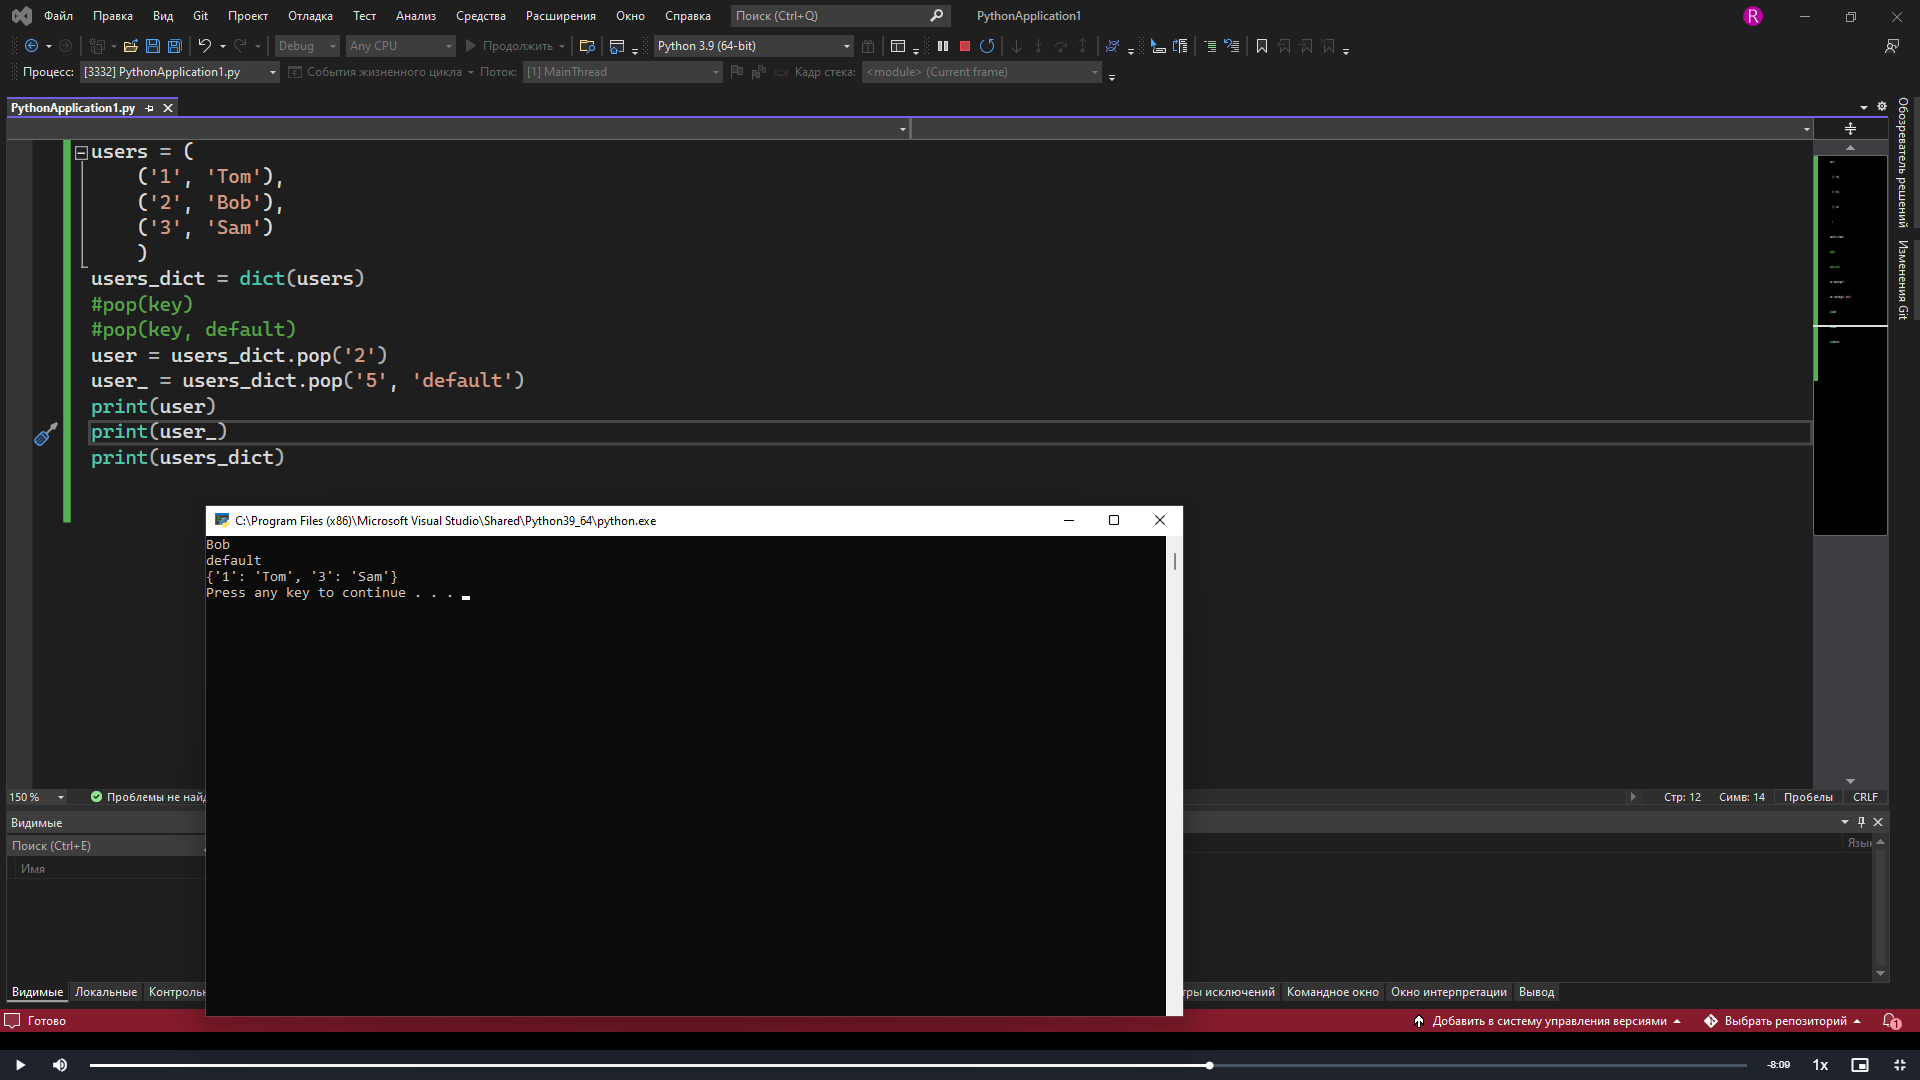 Файл Правка Вид Git Проект Отладка Тест Анализ Средства Расширения Окно Справка Поиск (Ctrl+Q) PythonApplication1 R
Debug Any CPU Продолжить Python 3.9 (64-bit)
Процесс: [3332] PythonApplication1.py События жизненного цикла Поток: [1] MainThread Кадр стека: <module> (Current frame)
PythonApplication1.py
Обозреватель решений
Изменения Git
users = (
('1', 'Tom'),
('2', 'Bob'),
('3', 'Sam')
)
users_dict = dict(users)
#pop(key)
#pop(key, default)
user = users_dict.pop('2')
user_ = users_dict.pop('5', 'default')
print(user)
print(user_)
print(users_dict)
C:\Program Files (x86)\Microsoft Visual Studio\Shared\Python39_64\python.exe
Bob
default
{'1': 'Tom', '3': 'Sam'}
Press any key to continue . . .
150 % Проблемы не найд Стр: 12 Симв: 14 Пробелы CRLF
Видимые
Поиск (Ctrl+E) Язык
Имя
Видимые Локальные Контрольн тры исключений Командное окно Окно интерпретации Вывод
Готово Добавить в систему управления версиями Выбрать репозиторий 1
-8:09 1x